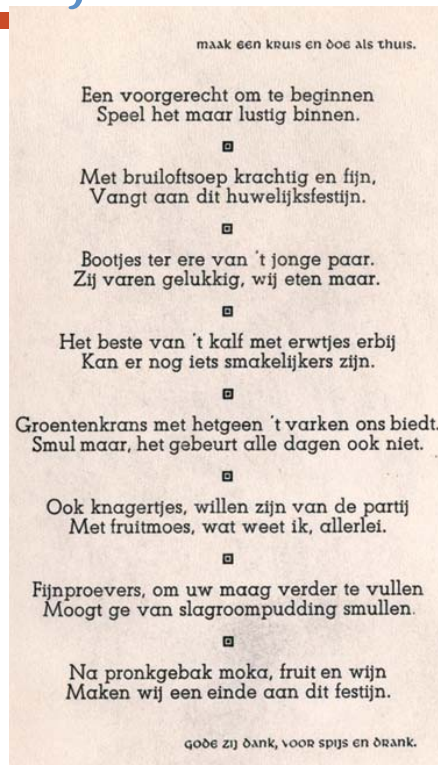 maak een kruis en doe als thuis.
Een voorgerecht om te beginnen
Speel het maar lustig binnen.
Met bruiloftsoep krachtig en fijn,
Vangt aan dit huwelijksfestijn.
Bootjes ter ere van 't jonge paar.
Zij varen gelukkig, wij eten maar.
Het beste van 't kalf met erwtjes erbij
Kan er nog iets smakelijkers zijn.
Groentenkrans met hetgeen 't varken ons biedt.
Smul maar, het gebeurt alle dagen ook niet.
Ook knagertjes, willen zijn van de partij
Met fruitmoes, wat weet ik, allerlei.
Fijnproevers, om uw maag verder te vullen
Moogt ge van slagroompudding smullen.
Na pronkgebak moka, fruit en wijn
Maken wij een einde aan dit festijn.
gode zij dank, voor spijs en drank.